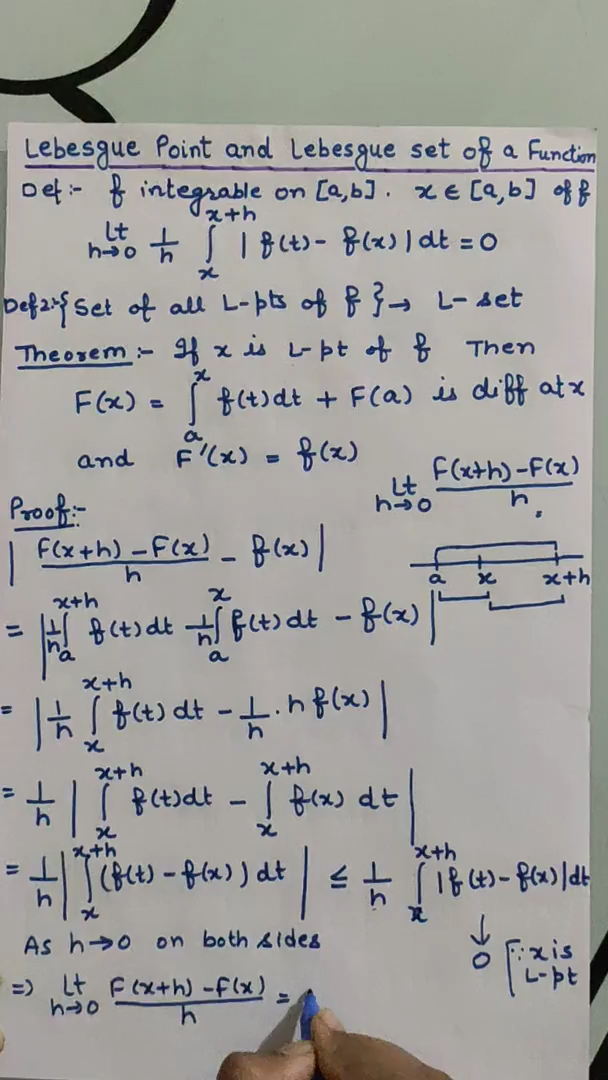 Lebesgue Point and Lebesgue set of a Function
Def:- f integrable on [a,b]. x ∈ [a,b] of f
Lt h→0 1/h ∫_x^{x+h} | f(t) - f(x) | dt = 0
Def2:- { Set of all L-pts of f } → L-set
Theorem:- If x is L-pt of f Then
F(x) = ∫_a^x f(t)dt + F(a) is diff at x
and F'(x) = f(x)
Lt h→0 (F(x+h) - F(x))/h
Proof:-
| (F(x+h) - F(x))/h - f(x) |
a x x+h
= | 1/h ∫_a^{x+h} f(t)dt - 1/h ∫_a^x f(t)dt - f(x) |
= | 1/h ∫_x^{x+h} f(t) dt - 1/h . h f(x) |
= 1/h | ∫_x^{x+h} f(t)dt - ∫_x^{x+h} f(x) dt |
= 1/h | ∫_x^{x+h} (f(t) - f(x)) dt | ≤ 1/h ∫_x^{x+h} |f(t) - f(x)| dt
As h→0 on both sides
↓ 0 [∵ x is
L-pt
=> Lt h→0 (F(x+h) - F(x))/h =